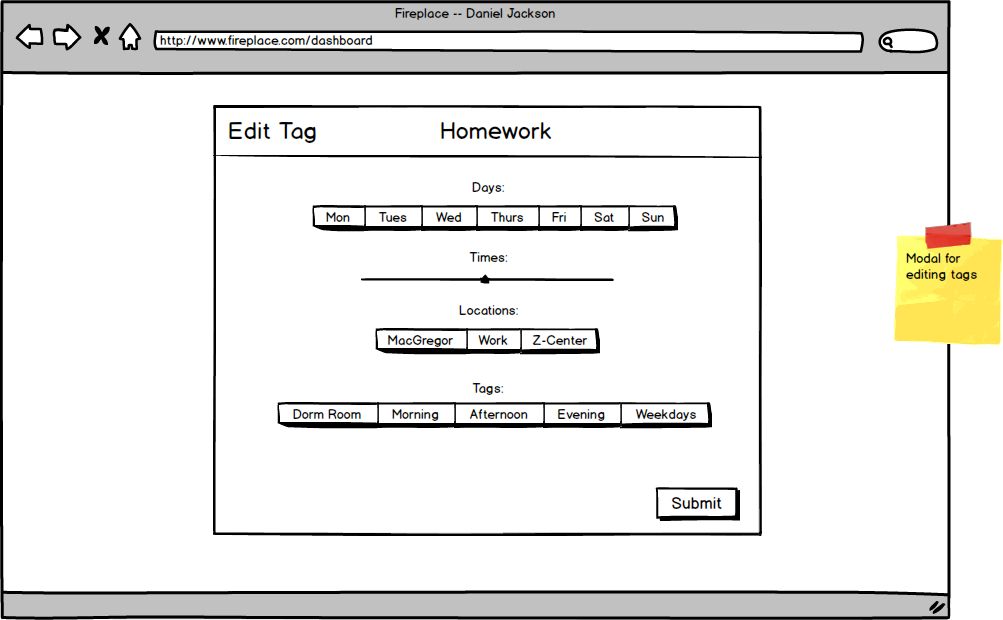 Fireplace -- Daniel Jackson
http://www.fireplace.com/dashboard
Edit Tag Homework
Days:
Mon Tues Wed Thurs Fri Sat Sun
Times:
Locations:
MacGregor Work Z-Center
Tags:
Dorm Room Morning Afternoon Evening Weekdays
Submit
Modal for
editing tags